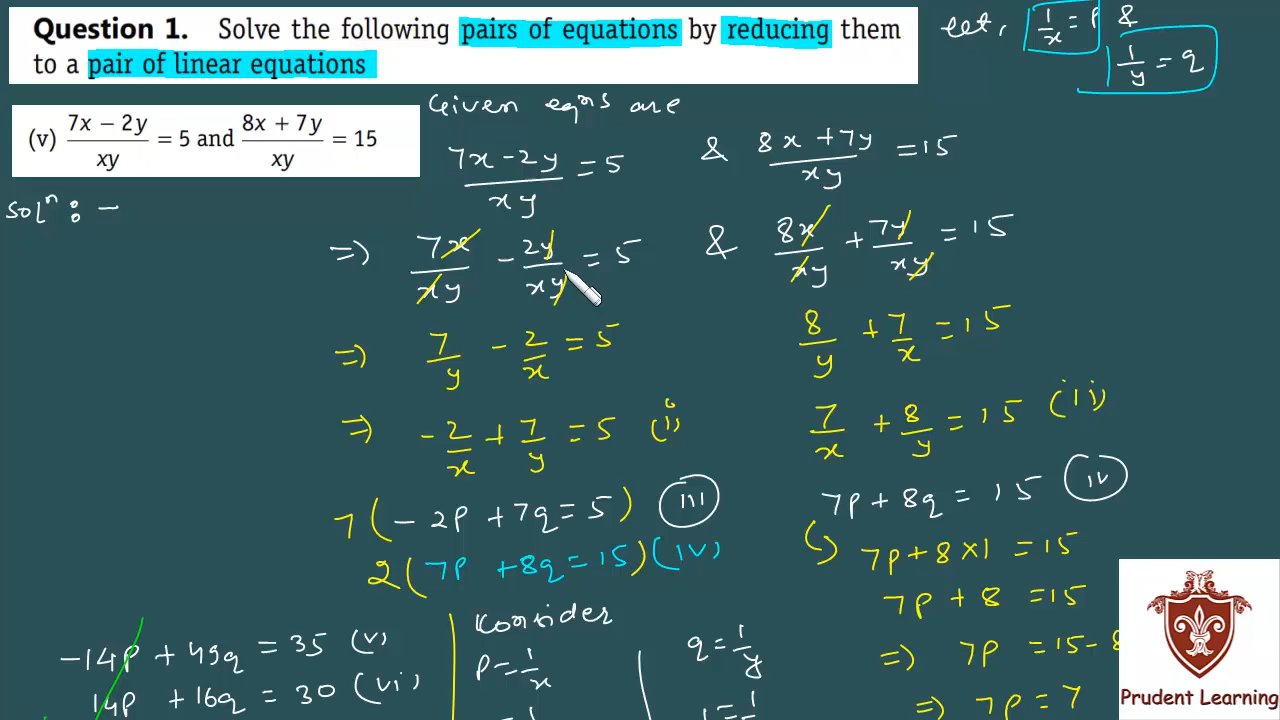 Question 1. Solve the following pairs of equations by reducing them
to a pair of linear equations
let, 1/x = p &
1/y = q
(v) (7x − 2y)/xy = 5 and (8x + 7y)/xy = 15
Given eqns are
(7x − 2y)/xy = 5 & (8x + 7y)/xy = 15
Solⁿ : −
=> 7x/xy − 2y/xy = 5 & 8x/xy + 7y/xy = 15
=> 7/y − 2/x = 5 8/y + 7/x = 15
=> −2/x + 7/y = 5 (i) 7/x + 8/y = 15 (ii)
7(−2p + 7q = 5) (iii) 7p + 8q = 15 (iv)
2(7p + 8q = 15) (iv) 7p + 8×1 = 15
7p + 8 = 15
Konsider
−14p + 49q = 35 (v) p = 1/x q = 1/y => 7p = 15 − 8
14p + 16q = 30 (vi) => 7p = 7
Prudent Learning